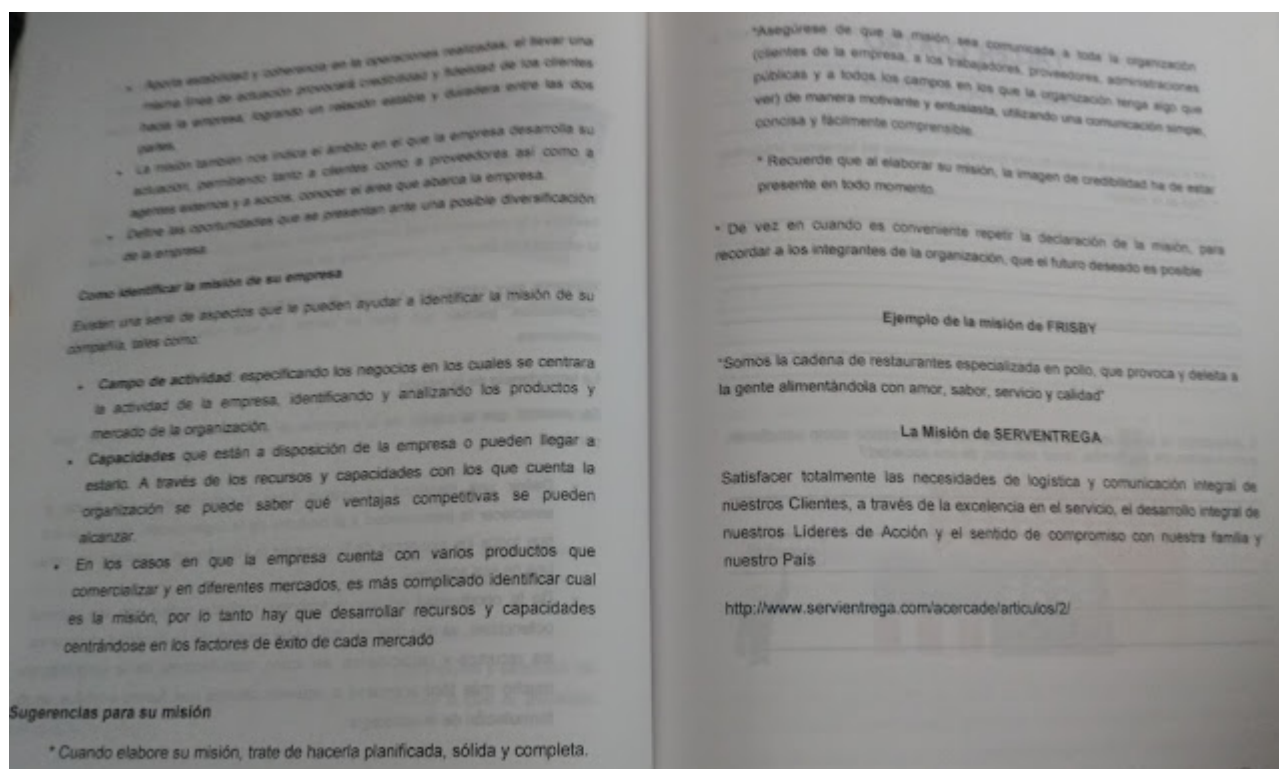 • Aporta estabilidad y coherencia en la operaciones realizadas, el llevar una
misma línea de actuación provocará credibilidad y fidelidad de los clientes
hacia la empresa, logrando un relación estable y duradera entre las dos
partes.
• La misión también nos indica el ámbito en el que la empresa desarrolla su
actuación, permitiendo tanto a clientes como a proveedores así como a
agentes externos y a socios, conocer el área que abarca la empresa.
• Define las oportunidades que se presentan ante una posible diversificación
de la empresa.
Como identificar la misión de su empresa
Existen una serie de aspectos que le pueden ayudar a identificar la misión de su
compañía, tales como:
• Campo de actividad: especificando los negocios en los cuales se centrara
la actividad de la empresa, identificando y analizando los productos y
mercado de la organización.
• Capacidades que están a disposición de la empresa o pueden llegar a
estarlo. A través de los recursos y capacidades con los que cuenta la
organización se puede saber qué ventajas competitivas se pueden
alcanzar.
• En los casos en que la empresa cuenta con varios productos que
comercializar y en diferentes mercados, es más complicado identificar cual
es la misión, por lo tanto hay que desarrollar recursos y capacidades
centrándose en los factores de éxito de cada mercado
Sugerencias para su misión
* Cuando elabore su misión, trate de hacerla planificada, sólida y completa.
*Asegúrese de que la misión sea comunicada a toda la organización
(clientes de la empresa, a los trabajadores, proveedores, administraciones
públicas y a todos los campos en los que la organización tenga algo que
ver) de manera motivante y entusiasta, utilizando una comunicación simple,
concisa y fácilmente comprensible.
* Recuerde que al elaborar su misión, la imagen de credibilidad ha de estar
presente en todo momento.
* De vez en cuando es conveniente repetir la declaración de la misión, para
recordar a los integrantes de la organización, que el futuro deseado es posible
Ejemplo de la misión de FRISBY
"Somos la cadena de restaurantes especializada en pollo, que provoca y deleita a
la gente alimentándola con amor, sabor, servicio y calidad"
La Misión de SERVENTREGA
Satisfacer totalmente las necesidades de logística y comunicación integral de
nuestros Clientes, a través de la excelencia en el servicio, el desarrollo integral de
nuestros Líderes de Acción y el sentido de compromiso con nuestra familia y
nuestro País
http://www.servientrega.com/acercade/articulos/2/